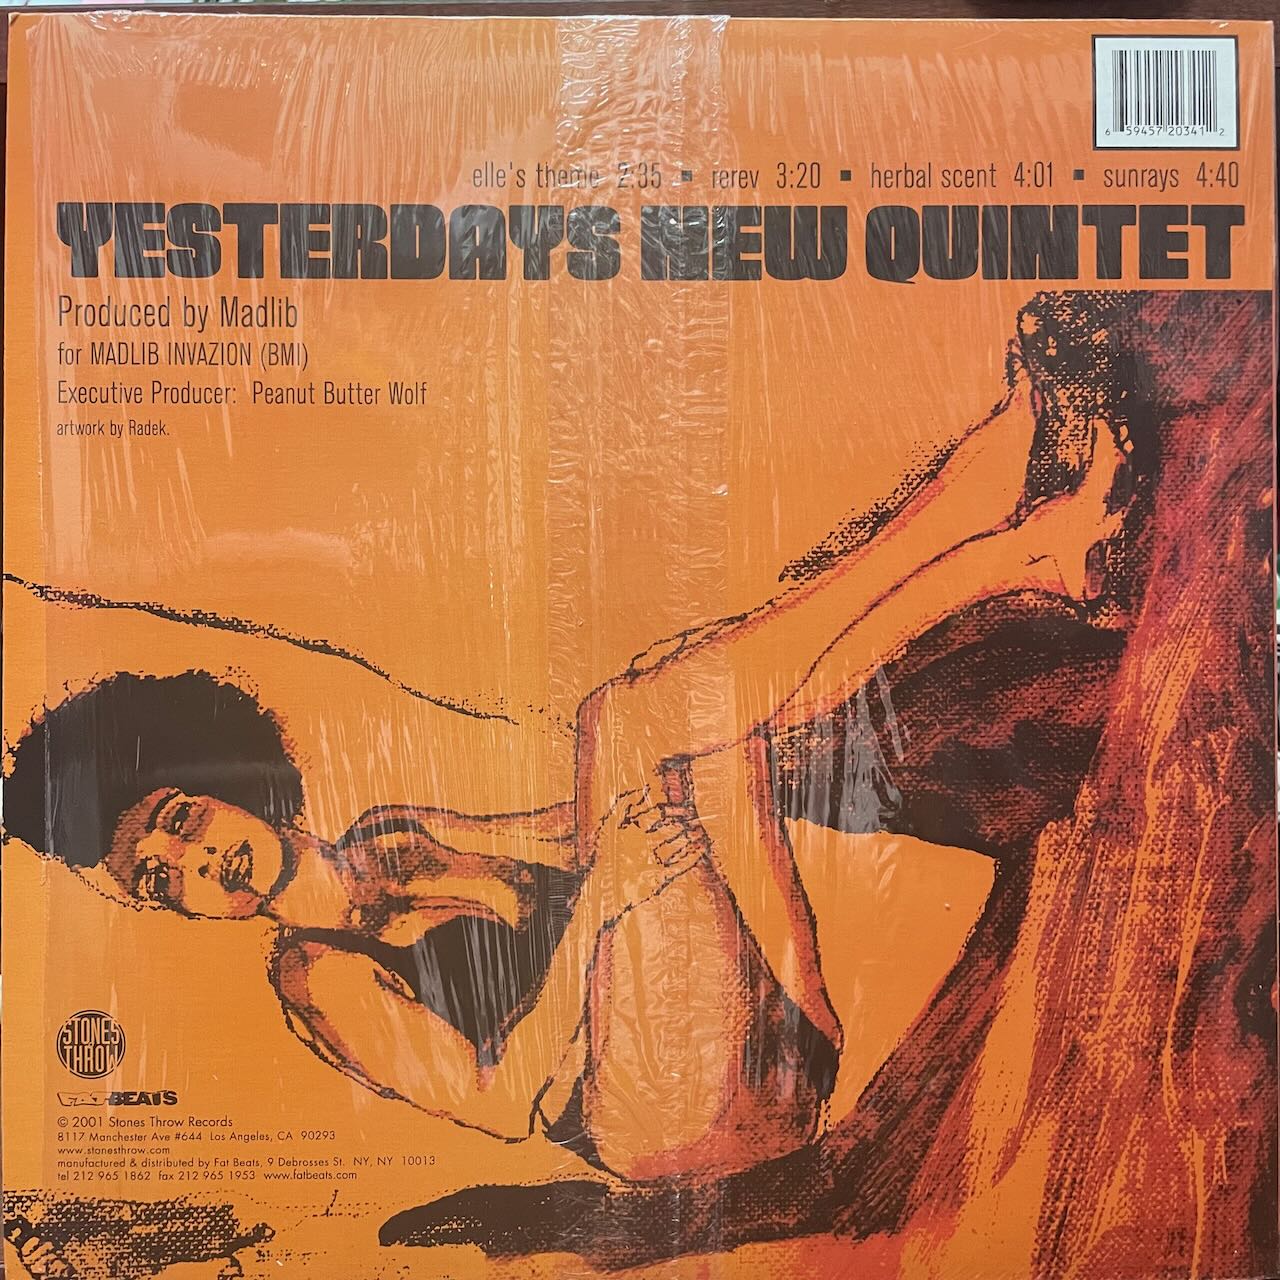 6 59457 20341 2
elle's theme 2:35 ▪ rerev 3:20 ▪ herbal scent 4:01 ▪ sunrays 4:40
YESTERDAYS NEW QUINTET
Produced by Madlib
for MADLIB INVAZION (BMI)
Executive Producer: Peanut Butter Wolf
artwork by Radek.
STONES
THROW
FAT BEATS
© 2001 Stones Throw Records
8117 Manchester Ave #644 Los Angeles, CA 90293
www.stonesthrow.com
manufactured & distributed by Fat Beats, 9 Debrosses St. NY, NY 10013
tel 212 965 1862 fax 212 965 1953 www.fatbeats.com